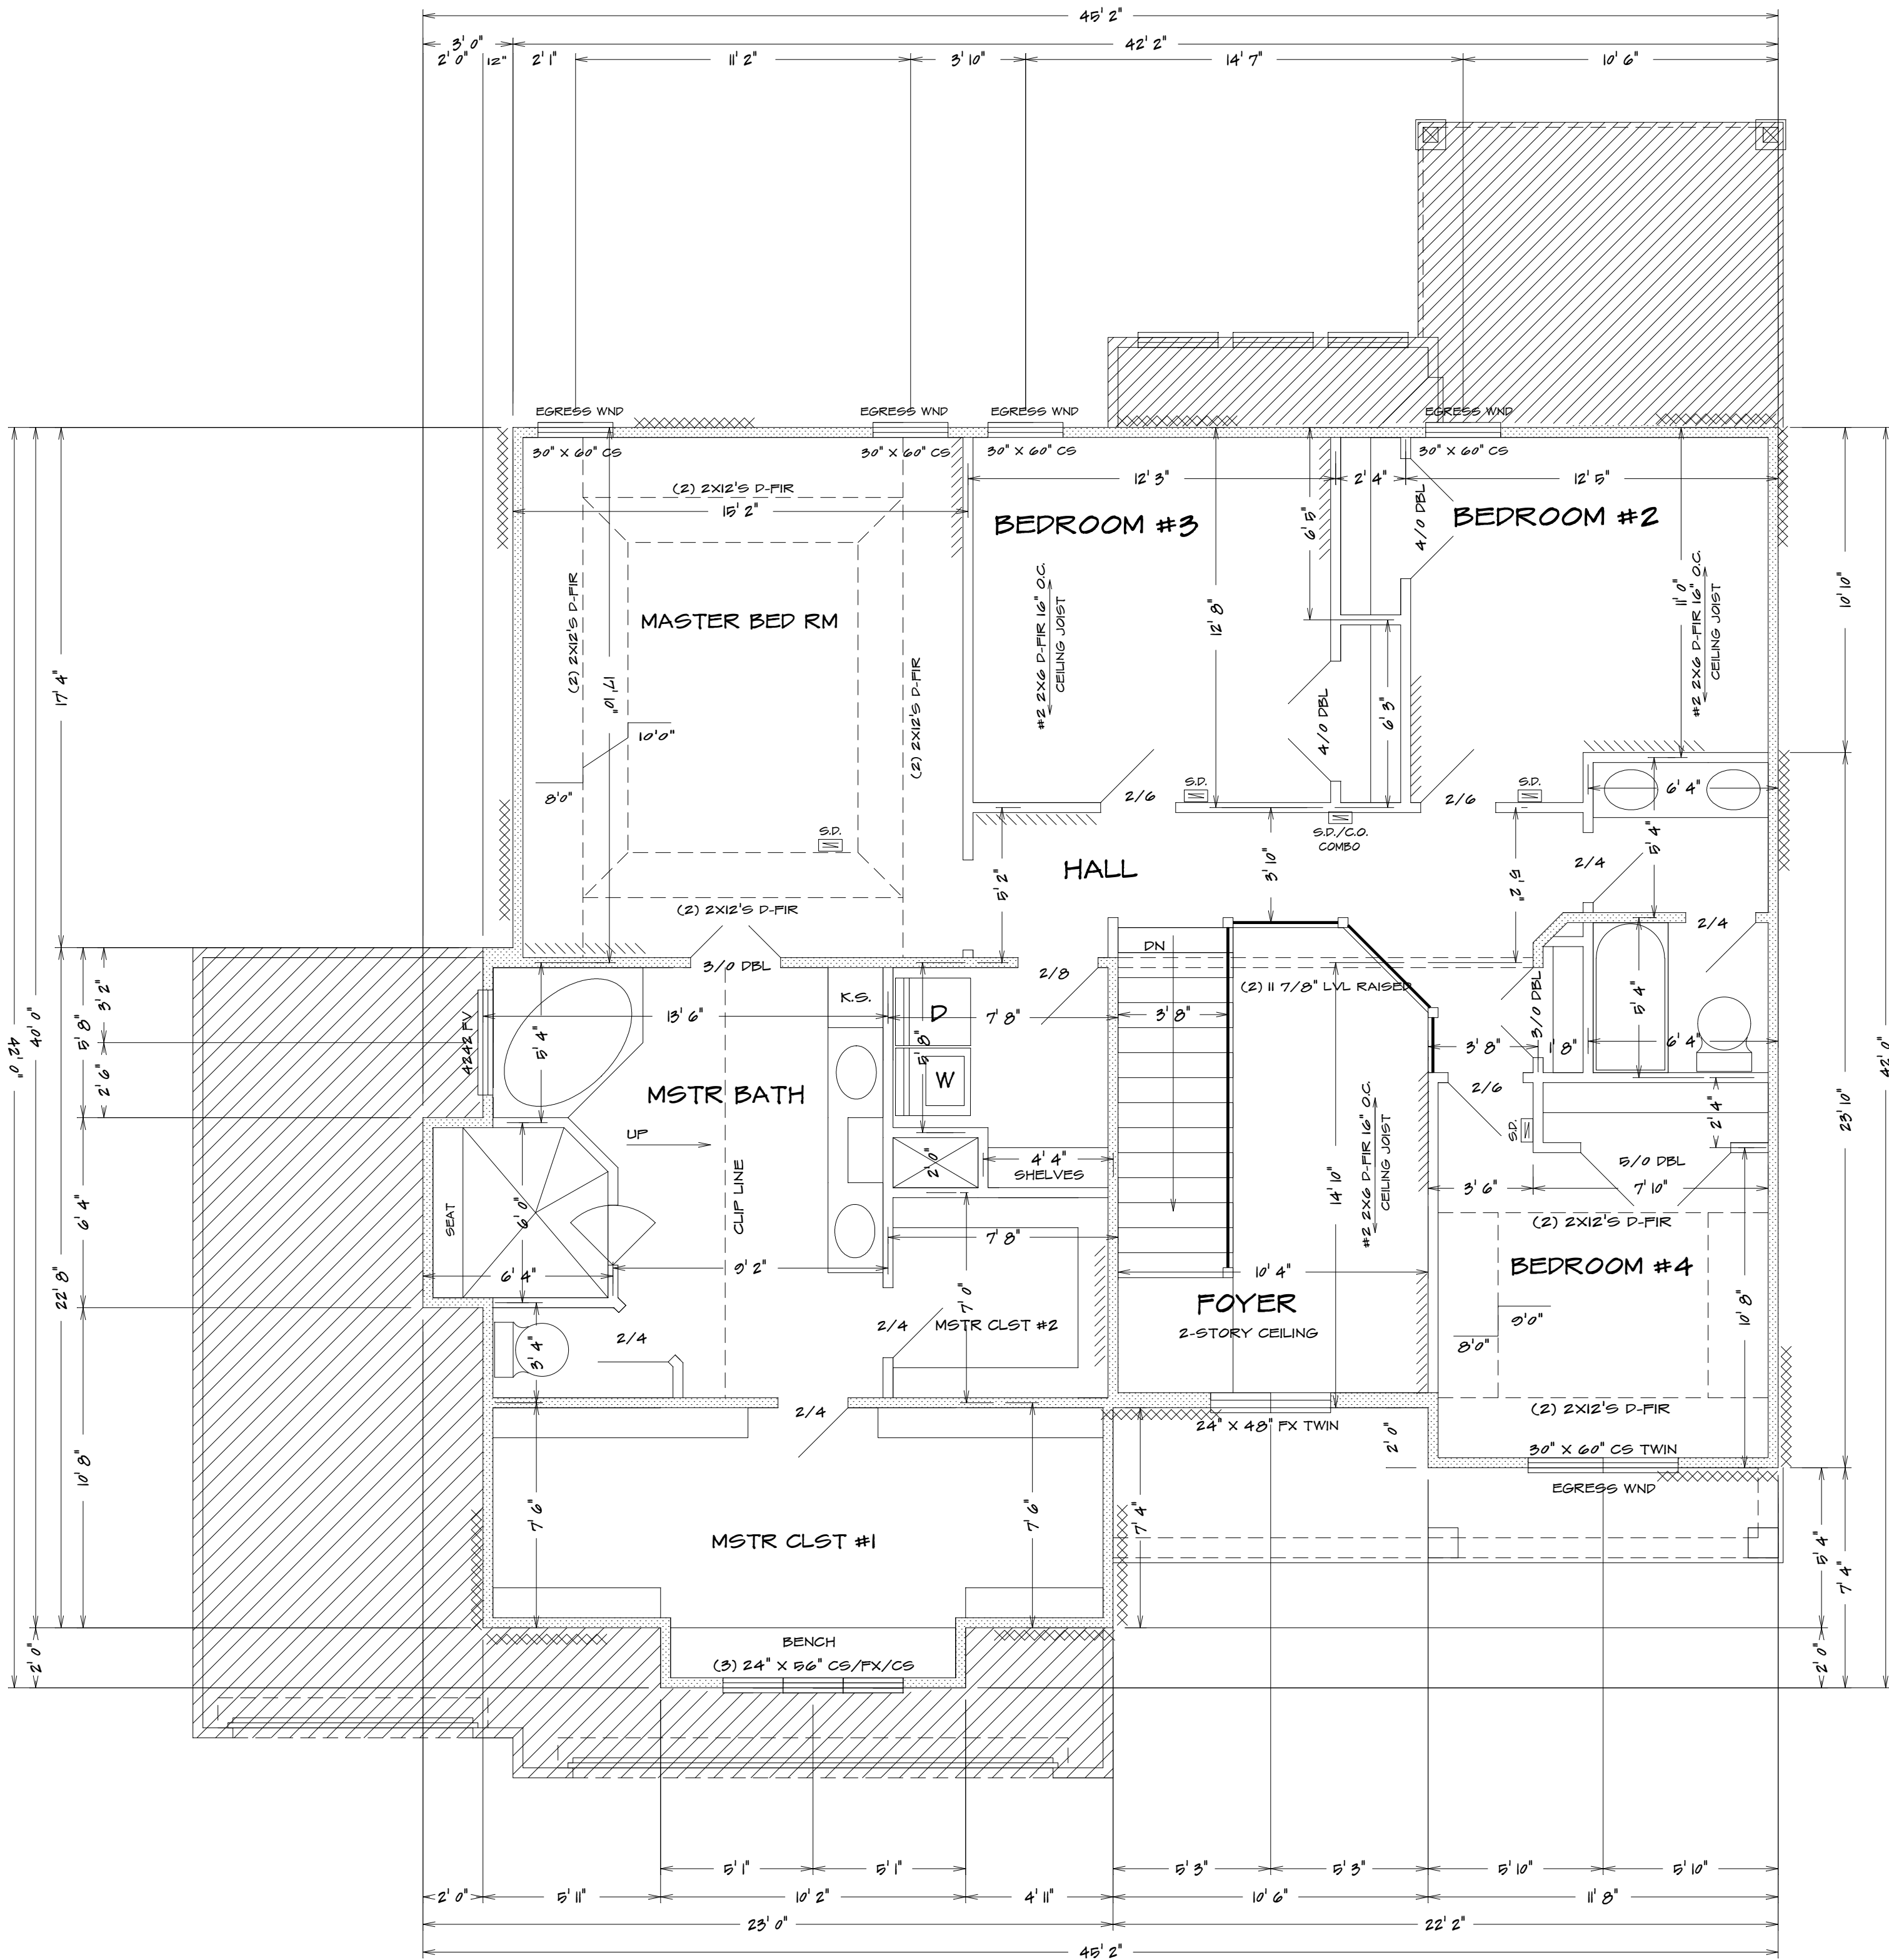 45' 2"
3' 0" 42' 2"
2' 0" 12" 2' 1" 11' 2" 3' 10" 14' 7" 10' 6"
EGRESS WND EGRESS WND EGRESS WND EGRESS WND
30" X 60" CS 30" X 60" CS 30" X 60" CS 30" X 60" CS
12' 3" 2' 4" 12' 5"
(2) 2X12'S D-FIR
15' 2"
BEDROOM #3
BEDROOM #2
6' 5"
4/0 DBL
(2) 2X12'S D-FIR
17' 10"
MASTER BED RM
(2) 2X12'S D-FIR
#2 2X6 D-FIR 16" O.C.
CEILING JOIST
12' 8"
11' 0"
#2 2X6 D-FIR 16" O.C.
CEILING JOIST
10' 10"
17' 4"
10'0"
8'0"
4/0 DBL
6' 3"
S.D.
2/6
S.D.
2/6
S.D.
6' 4"
S.D./C.O.
COMBO
HALL
5' 2"
3' 10"
5' 2"
2/4
5' 4"
(2) 2X12'S D-FIR
2/4
3/0 DBL
2/8
DN
(2) 11 7/8" LVL RAISED
K.S.
D
13' 6"
7' 8"
3' 8"
3/0 DBL
5' 4"
3' 8"
1' 8"
6' 4"
42' 0"
40' 0"
5' 8"
3' 2"
2' 6"
4242 FV
5' 4"
5' 8"
W
MSTR BATH
2/6
2' 4"
S.D.
42' 0"
23' 10"
UP
CLIP LINE
2' 0"
4' 4"
SHELVES
#2 2X6 D-FIR 16" O.C.
CEILING JOIST
14' 10"
5/0 DBL
3' 6"
7' 10"
6' 4"
SEAT
6' 0"
(2) 2X12'S D-FIR
7' 8"
6' 4"
9' 2"
10' 4"
BEDROOM #4
22' 8"
7' 0"
FOYER
2-STORY CEILING
MSTR CLST #2
2/4
9'0"
8'0"
10' 8"
3' 4"
2/4
2/4
(2) 2X12'S D-FIR
24" X 48" FX TWIN
2' 0"
30" X 60" CS TWIN
EGRESS WND
10' 8"
7' 6"
MSTR CLST #1
7' 6"
7' 4"
5' 4"
7' 4"
BENCH
(3) 24" X 56" CS/FX/CS
2' 0"
2' 0"
5' 1" 5' 1" 5' 3" 5' 3" 5' 10" 5' 10"
2' 0" 5' 11" 10' 2" 4' 11" 10' 6" 11' 8"
23' 0" 22' 2"
45' 2"